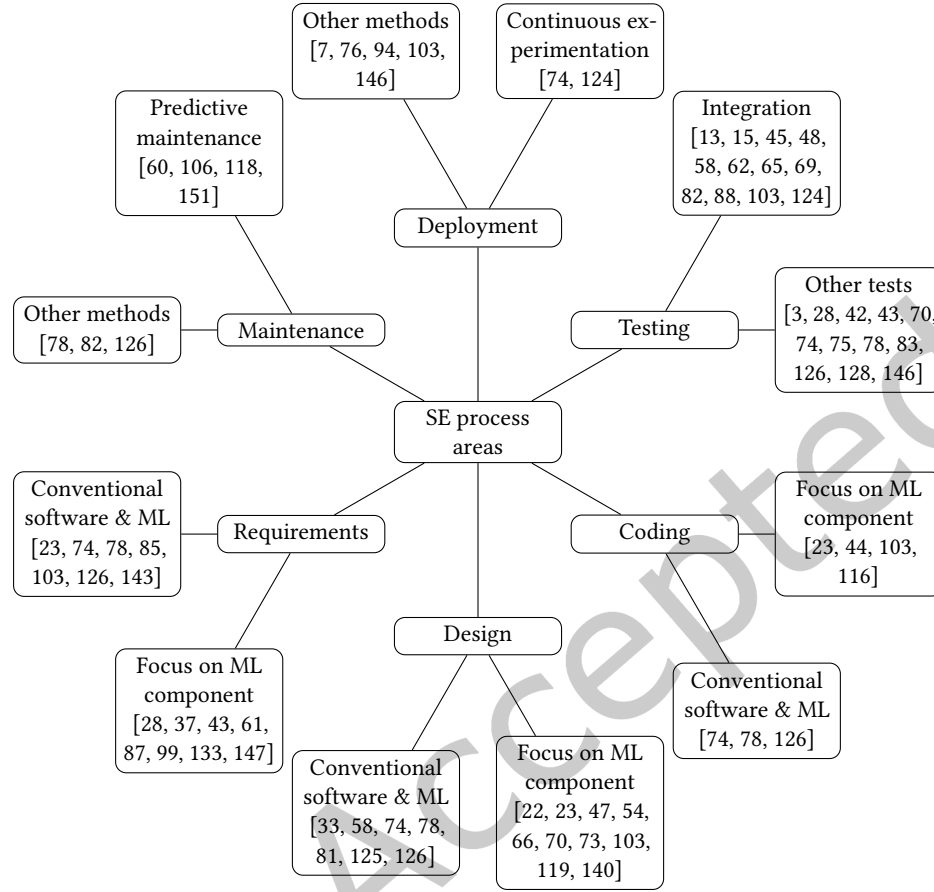 Other methods
[7, 76, 94, 103,
146]
Continuous ex-
perimentation
[74, 124]
Predictive
maintenance
[60, 106, 118,
151]
Integration
[13, 15, 45, 48,
58, 62, 65, 69,
82, 88, 103, 124]
Deployment
Other methods
[78, 82, 126]
Maintenance
Testing
Other tests
[3, 28, 42, 43, 70,
74, 75, 78, 83,
126, 128, 146]
SE process
areas
Conventional
software & ML
[23, 74, 78, 85,
103, 126, 143]
Requirements
Coding
Focus on ML
component
[23, 44, 103,
116]
Design
Focus on ML
component
[28, 37, 43, 61,
87, 99, 133, 147]
Conventional
software & ML
[74, 78, 126]
Conventional
software & ML
[33, 58, 74, 78,
81, 125, 126]
Focus on ML
component
[22, 23, 47, 54,
66, 70, 73, 103,
119, 140]
Accepted